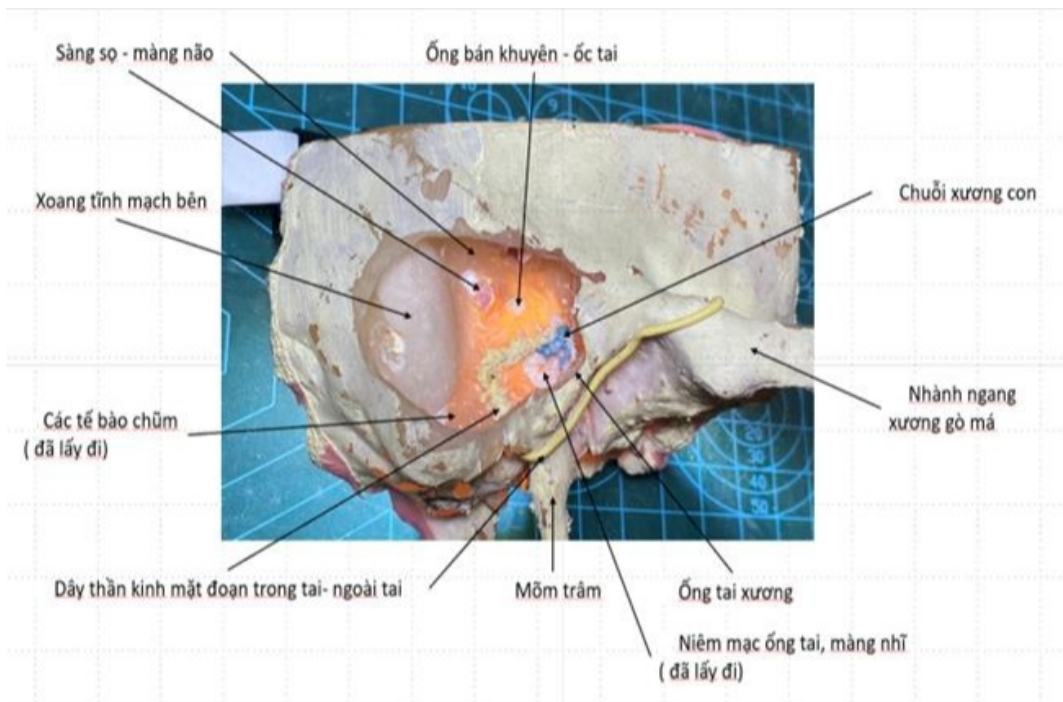 Sàng sọ - màng não
Ống bán khuyên - ốc tai
Xoang tĩnh mạch bên
Chuỗi xương con
Nhành ngang
xương gò má
Các tế bào chũm
( đã lấy đi)
Dây thần kinh mặt đoạn trong tai- ngoài tai
Mõm trâm
Ống tai xương
Niêm mạc ống tai, màng nhĩ
( đã lấy đi)